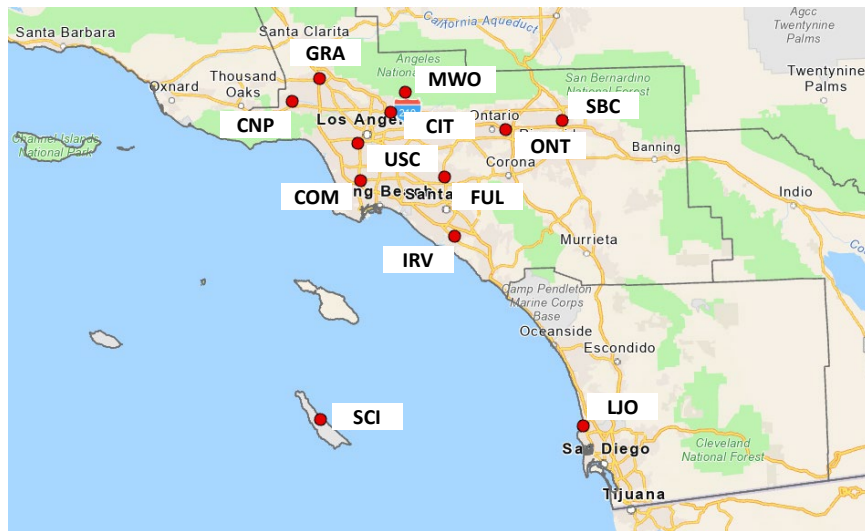 Agcc
Twentynine
Palms
California Aqueduct
Santa Barbara
Santa Clarita
GRA
Angeles
National
MWO
San Bernardino
National Forest
Twentynine
Palms
Oxnard
Thousand
Oaks
CNP
Los Angel
210
CIT
Ontario
SBC
ONT
Channel Islands
National Park
USC
Corona
Banning
COM
ng Beach
Santa
FUL
Indio
IRV
Murrieta
Camp Pendleton
Marine Corps
Base
Oceanside
Escondido
SCI
LJO
Sa Diego
Cleveland
National Forest
Tijuana